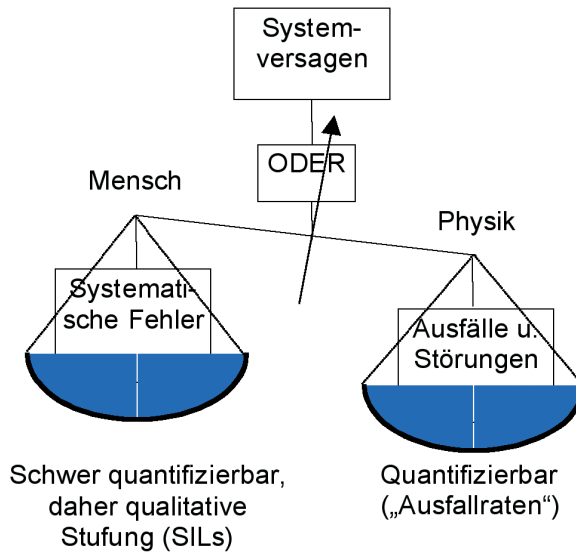 System-
versagen
ODER
Mensch
Physik
Systemati-
sche Fehler
Ausfälle u.
Störungen
Schwer quantifizierbar,
daher qualitative
Stufung (SILs)
Quantifizierbar
(„Ausfallraten“)